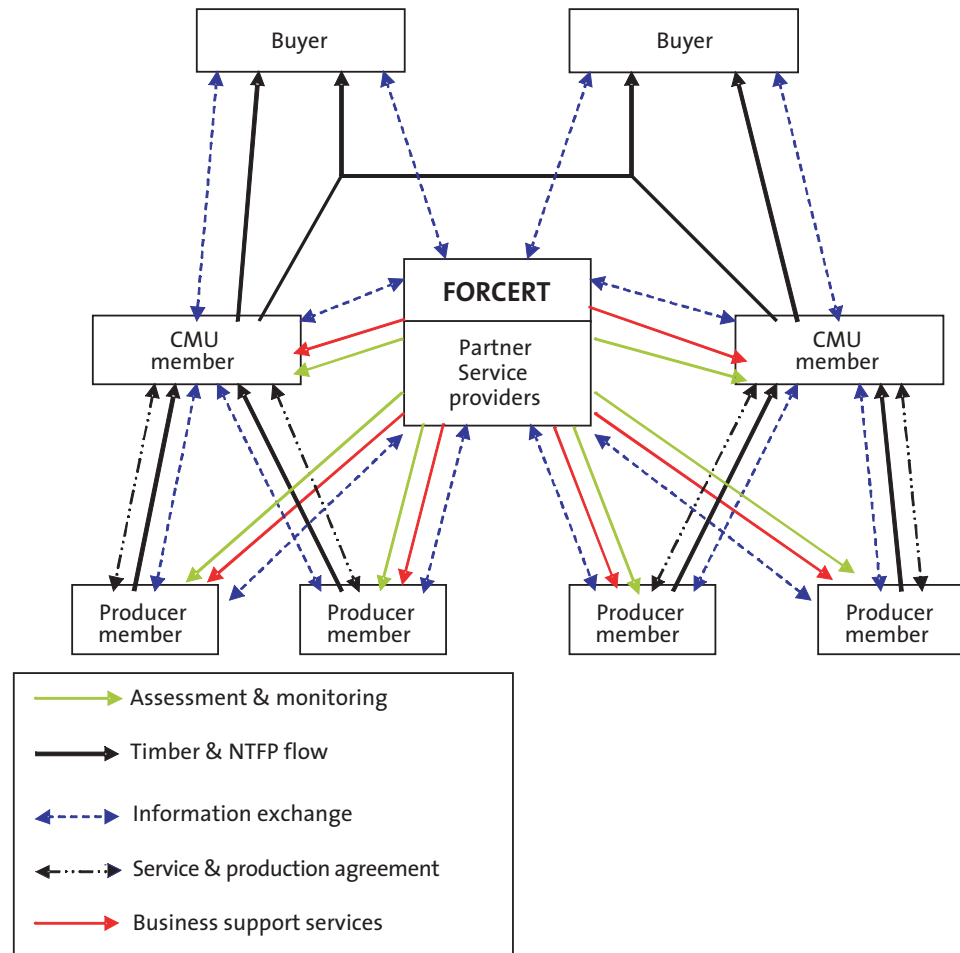 Buyer
Buyer
FORCERT
Partner
Service
providers
CMU
member
CMU
member
Producer
member
Producer
member
Producer
member
Producer
member
Assessment & monitoring
Timber & NTFP flow
Information exchange
Service & production agreement
Business support services